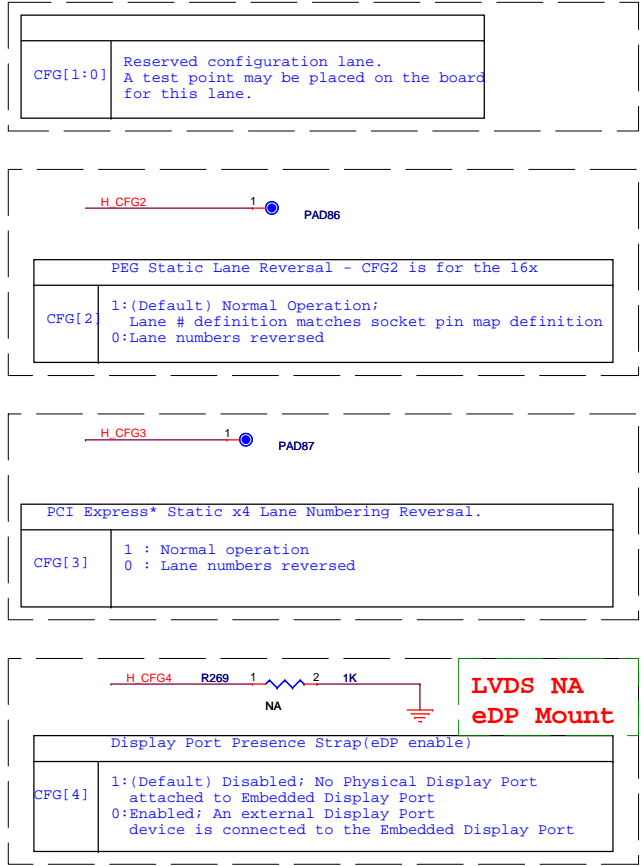 CFG[1:0]
Reserved configuration lane.
A test point may be placed on the board
for this lane.
H_CFG2 1
PAD86
PEG Static Lane Reversal - CFG2 is for the 16x
CFG[2]
1:(Default) Normal Operation;
Lane # definition matches socket pin map definition
0:Lane numbers reversed
H_CFG3 1
PAD87
PCI Express* Static x4 Lane Numbering Reversal.
CFG[3]
1 : Normal operation
0 : Lane numbers reversed
H_CFG4 R269 1 2 1K
NA
LVDS NA
eDP Mount
Display Port Presence Strap(eDP enable)
CFG[4]
1:(Default) Disabled; No Physical Display Port
attached to Embedded Display Port
0:Enabled; An external Display Port
device is connected to the Embedded Display Port